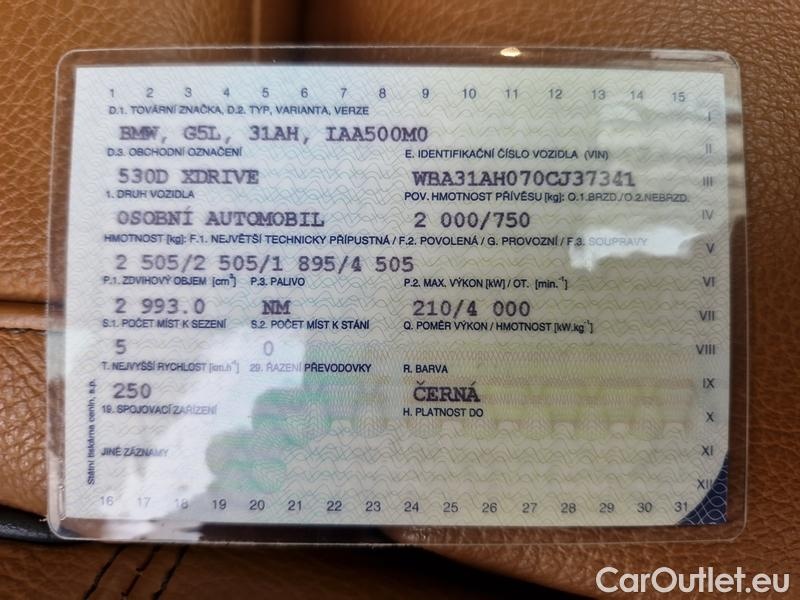 1 2 3 4 5 6 7 8 9 10 11 12 13 14 15
D.1. TOVÁRNÍ ZNAČKA, D.2. TYP, VARIANTA, VERZE I
BMW, G5L, 31AH, IAA500M0
D.3. OBCHODNÍ OZNAČENÍ E. IDENTIFIKAČNÍ ČÍSLO VOZIDLA (VIN) II
530D XDRIVE WBA31AH070CJ37341 III
1. DRUH VOZIDLA POV. HMOTNOST PŘÍVĚSU [kg]: O.1 BRZD./O.2 NEBRZD.
OSOBNÍ AUTOMOBIL 2 000/750 IV
HMOTNOST [kg]: F.1. NEJVĚTŠÍ TECHNICKY PŘÍPUSTNÁ / F.2. POVOLENÁ / G. PROVOZNÍ / F.3. SOUPRAVY V
2 505/2 505/1 895/4 505
P.1. ZDVIHOVÝ OBJEM [cm³] P.3. PALIVO P.2. MAX. VÝKON [kW] / OT. [min.⁻¹] VI
2 993.0 NM 210/4 000 VII
S.1. POČET MÍST K SEZENÍ S.2. POČET MÍST K STÁNÍ Q. POMĚR VÝKON / HMOTNOST [kW.kg⁻¹]
5 0 VIII
T. NEJVYŠŠÍ RYCHLOST [km.h⁻¹] 29. ŘAZENÍ PŘEVODOVKY R. BARVA
250 ČERNÁ IX
19. SPOJOVACÍ ZAŘÍZENÍ H. PLATNOST DO X
JINÉ ZÁZNAMY XI
XII
16 17 18 19 20 21 22 23 24 25 26 27 28 29 30 31
Státní tiskárna cenin, s.p.
CarOutlet.eu